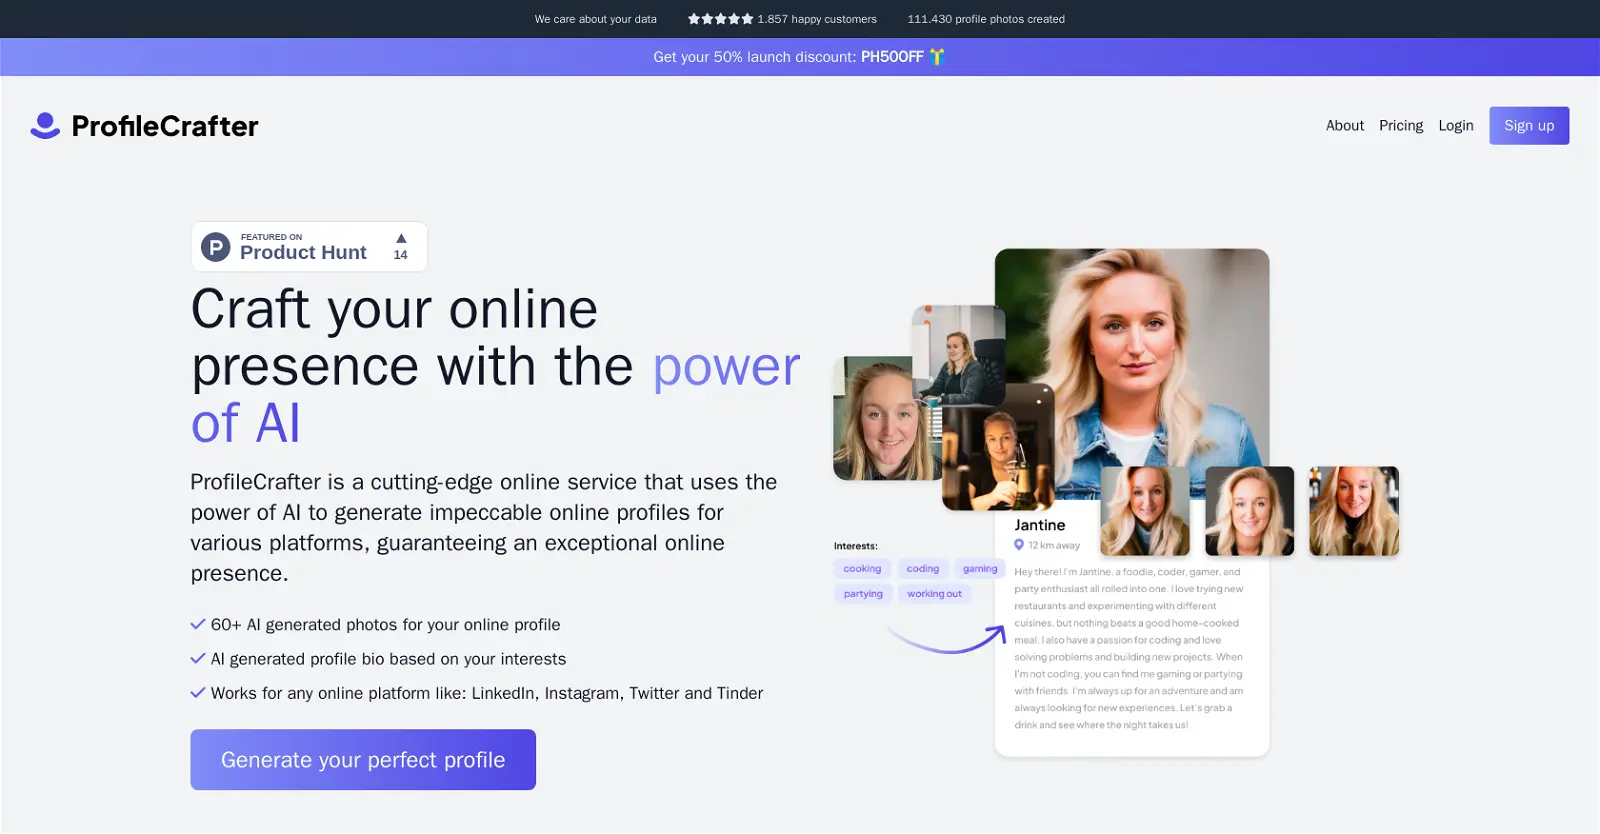 We care about your data
1.857 happy customers
111.430 profile photos created
Get your 50% launch discount: PH50OFF
ProfileCrafter
About
Pricing
Login
Sign up
P
FEATURED ON
Product Hunt
14
Craft your online
presence with the power
of AI
ProfileCrafter is a cutting-edge online service that uses the
power of AI to generate impeccable online profiles for
various platforms, guaranteeing an exceptional online
presence.
60+ AI generated photos for your online profile
AI generated profile bio based on your interests
Works for any online platform like: LinkedIn, Instagram, Twitter and Tinder
Generate your perfect profile
Interests:
cooking
coding
gaming
partying
working out
Jantine
12 km away
Hey there! I'm Jantine, a foodie, coder, gamer, and
party enthusiast all rolled into one. I love trying new
restaurants and experimenting with different
cuisines, but nothing beats a good home-cooked
meal. I also have a passion for coding and love
solving problems and building new projects. When
I'm not coding, you can find me gaming or partying
with friends. I'm always up for an adventure and am
always looking for new experiences. Let's grab a
drink and see where the night takes us!